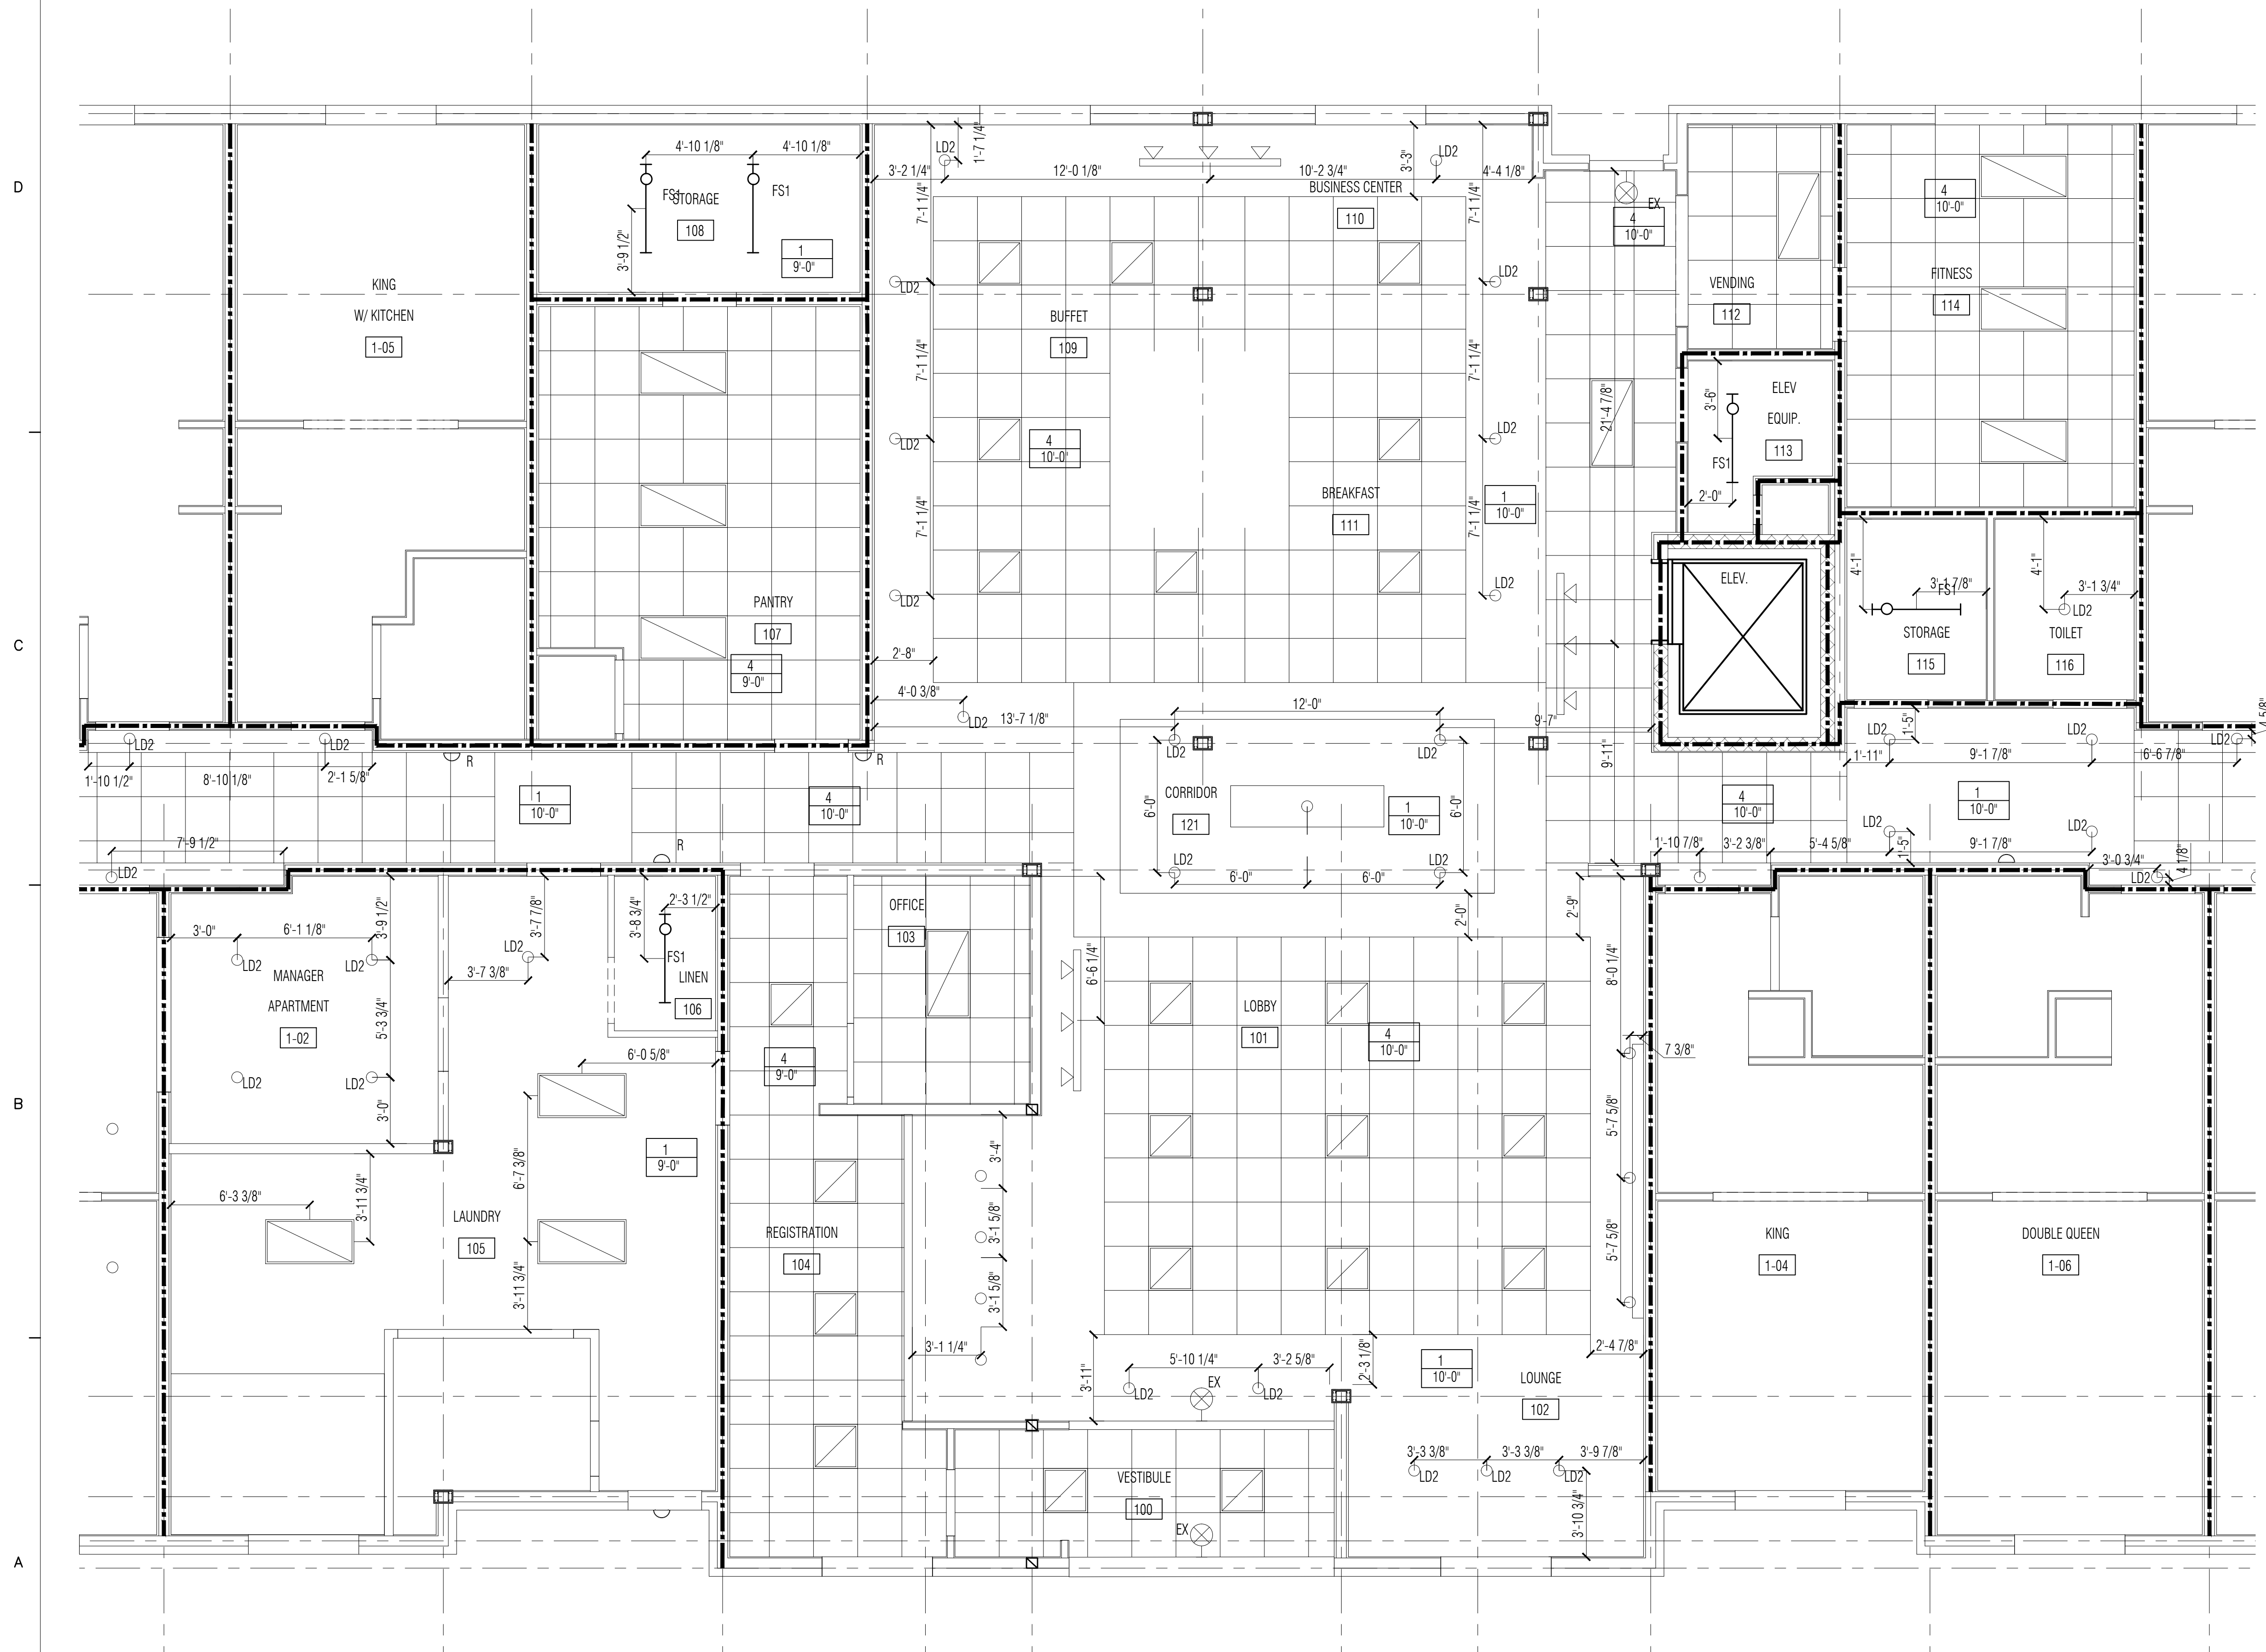 D
C
B
A
4'-10 1/8"
4'-10 1/8"
FS1
FS1
STORAGE
108
3'-9 1/2"
1
9'-0"
KING
W/ KITCHEN
1-05
PANTRY
107
4
9'-0"
LD2
1'-7 1/4"
3'-2 1/4"
12'-0 1/8"
10'-2 3/4"
4'-4 1/8"
3'-3"
LD2
BUSINESS CENTER
110
7'-1 1/4"
7'-1 1/4"
LD2
LD2
BUFFET
109
7'-1 1/4"
7'-1 1/4"
LD2
LD2
4
10'-0"
BREAKFAST
111
1
10'-0"
7'-1 1/4"
7'-1 1/4"
LD2
LD2
2'-8"
4'-0 3/8"
LD2
13'-7 1/8"
12'-0"
9'-7"
EX
4
10'-0"
21'-4 7/8"
9'-11"
VENDING
112
4
10'-0"
FITNESS
114
ELEV
EQUIP.
113
3'-6"
FS1
2'-0"
ELEV.
4'-1"
3'-1 7/8"
FS1
STORAGE
115
4'-1"
3'-1 3/4"
LD2
TOILET
116
LD2
LD2
1'-10 1/2"
8'-10 1/8"
2'-1 5/8"
R
R
1
10'-0"
4
10'-0"
LD2
LD2
6'-0"
6'-0"
CORRIDOR
121
1
10'-0"
LD2
LD2
6'-0"
6'-0"
LD2
1'-5"
LD2
LD2
4 5/8"
1'-11"
9'-1 7/8"
6'-6 7/8"
4
10'-0"
1
10'-0"
LD2
LD2
1'-5"
1'-10 7/8"
3'-2 3/8"
5'-4 5/8"
9'-1 7/8"
3'-0 3/4"
4 1/8"
LD2
7'-9 1/2"
LD2
R
3'-0"
6'-1 1/8"
3'-9 1/2"
LD2
LD2
MANAGER
APARTMENT
1-02
5'-3 3/4"
LD2
LD2
3'-0"
3'-7 7/8"
LD2
3'-7 3/8"
3'-8 3/4"
2'-3 1/2"
FS1
LINEN
106
6'-0 5/8"
6'-7 3/8"
1
9'-0"
6'-3 3/8"
3'-11 3/4"
LAUNDRY
105
3'-11 3/4"
OFFICE
103
4
9'-0"
REGISTRATION
104
3'-4"
3'-1 5/8"
3'-1 5/8"
3'-1 1/4"
6'-6 1/4"
2'-0"
2'-9"
LOBBY
101
4
10'-0"
8'-0 1/4"
7 3/8"
5'-7 5/8"
5'-7 5/8"
2'-4 7/8"
3'-11"
5'-10 1/4"
3'-2 5/8"
2'-3 1/8"
LD2
EX
LD2
1
10'-0"
LOUNGE
102
3'-3 3/8"
3'-3 3/8"
3'-9 7/8"
LD2
LD2
LD2
3'-10 3/4"
VESTIBULE
100
EX
KING
1-04
DOUBLE QUEEN
1-06